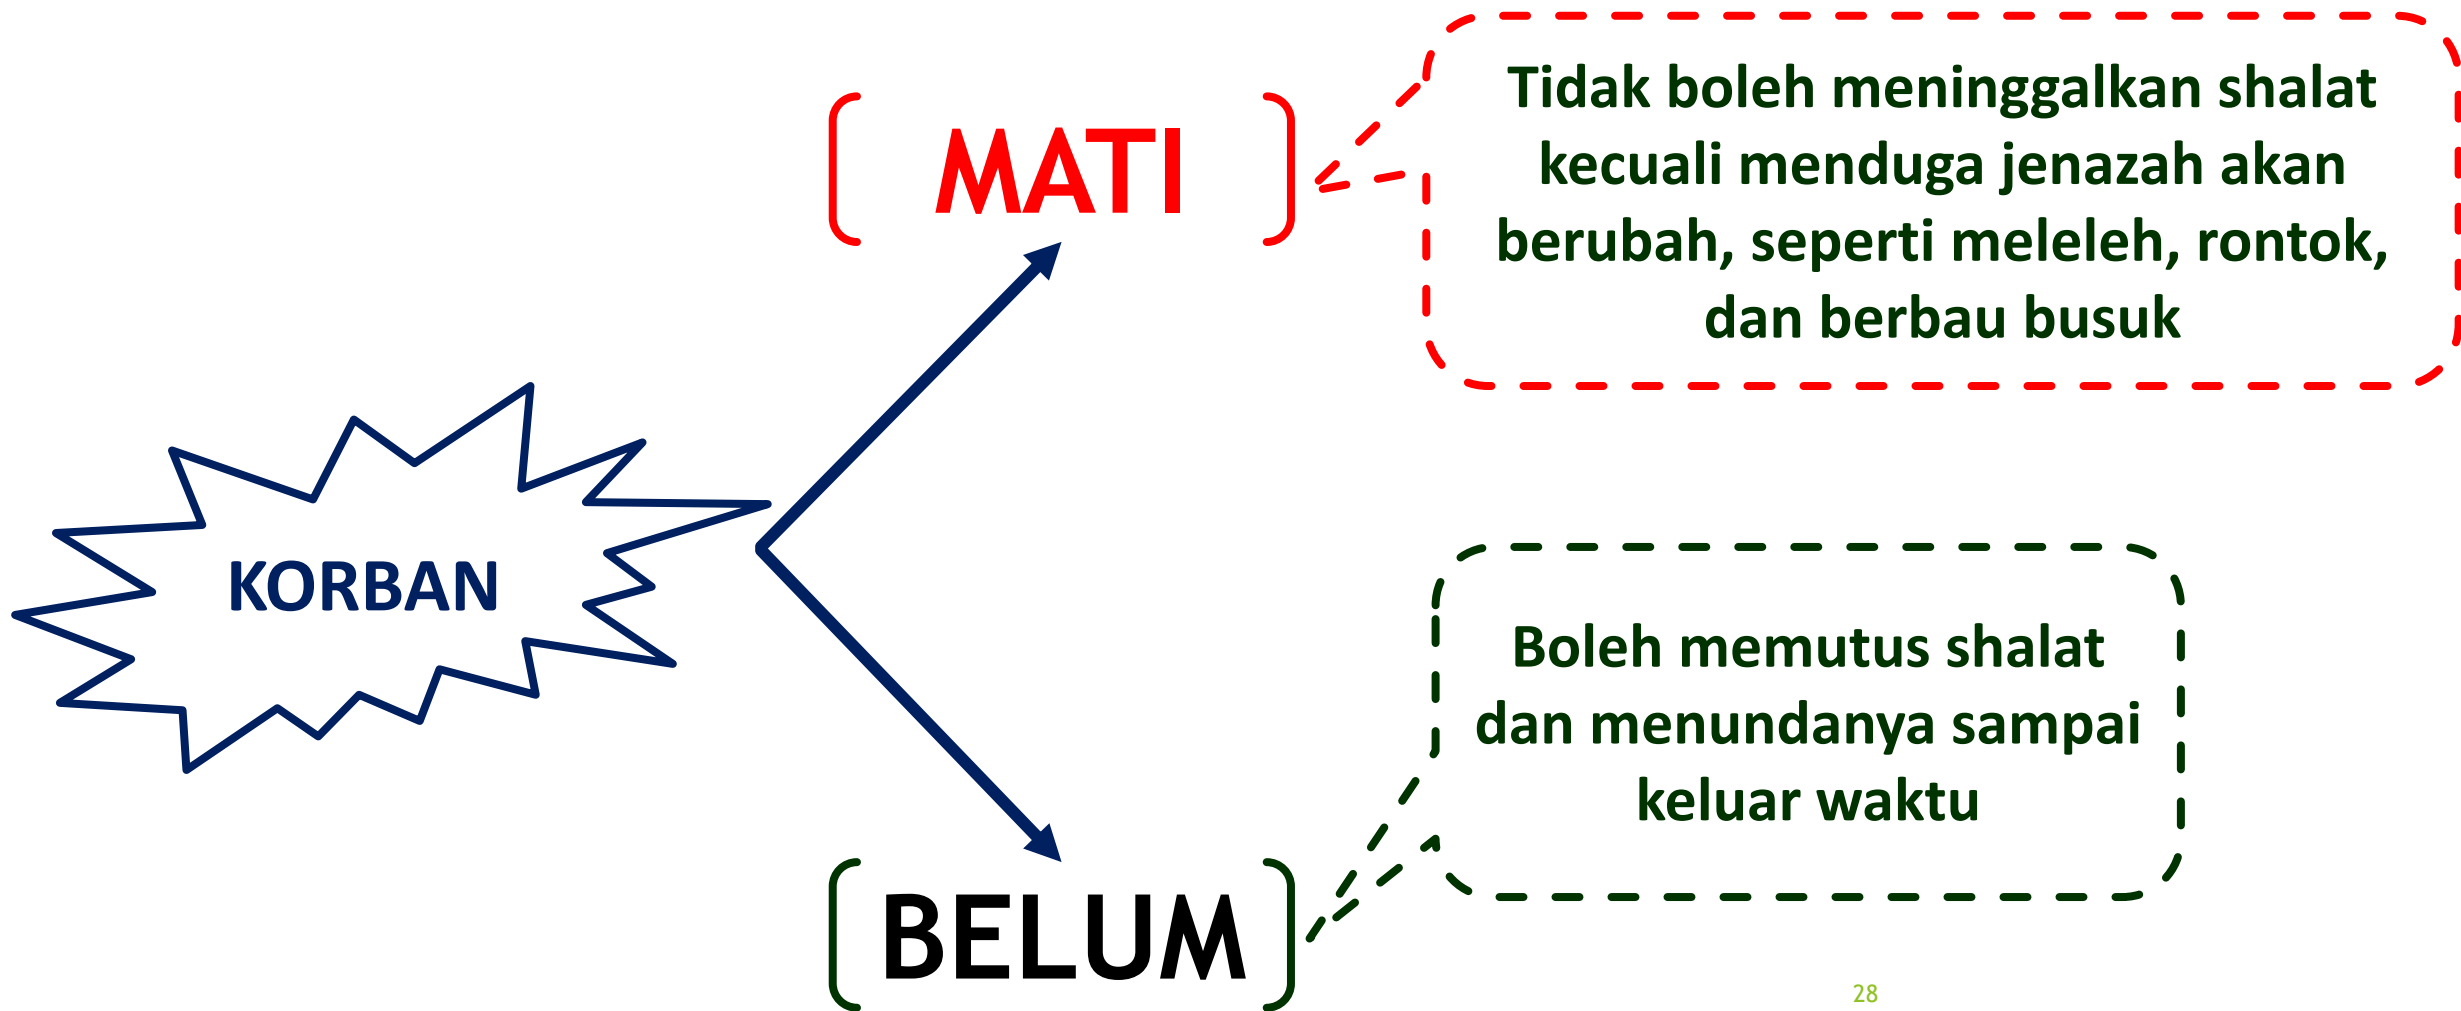 KORBAN
MATI
Tidak boleh meninggalkan shalat
kecuali menduga jenazah akan
berubah, seperti meleleh, rontok,
dan berbau busuk
BELUM
Boleh memutus shalat
dan menundanya sampai
keluar waktu
28